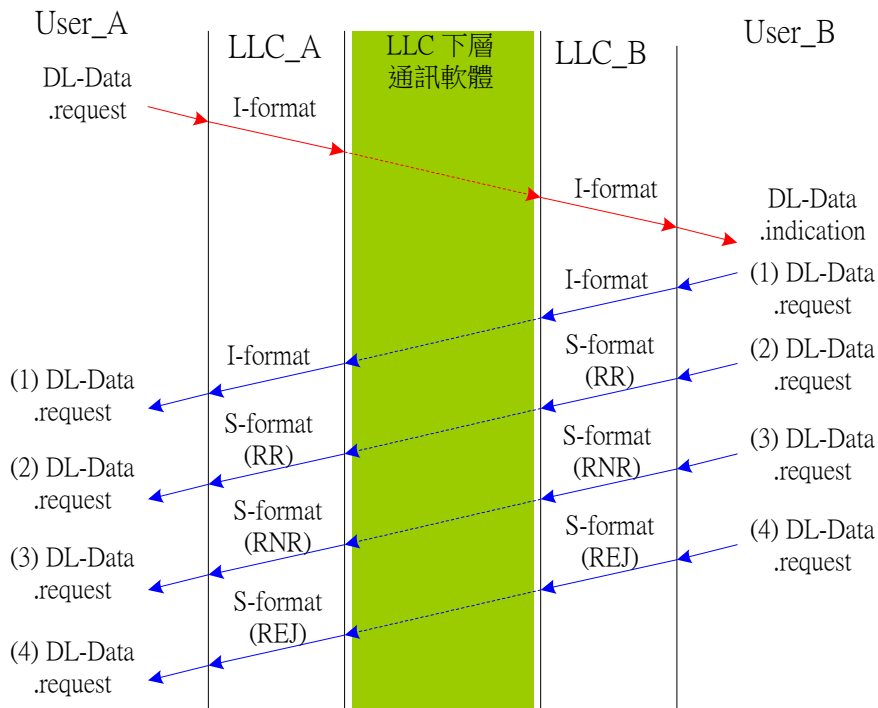 User_A
LLC_A
LLC 下層
通訊軟體
LLC_B
User_B
DL-Data
.request
I-format
I-format
DL-Data
.indication
I-format
(1) DL-Data
.request
I-format
(1) DL-Data
.request
S-format
(RR)
(2) DL-Data
.request
S-format
(RR)
(2) DL-Data
.request
S-format
(RNR)
(3) DL-Data
.request
S-format
(RNR)
(3) DL-Data
.request
S-format
(REJ)
(4) DL-Data
.request
S-format
(REJ)
(4) DL-Data
.request